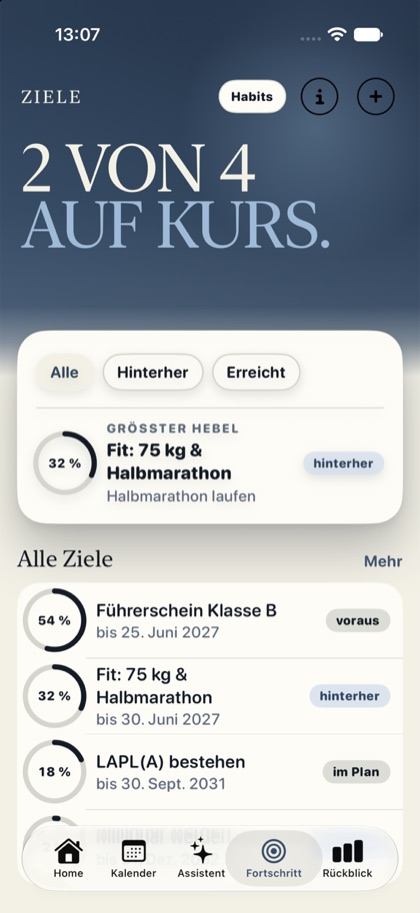 13:07
ZIELE
Habits
2 VON 4
AUF KURS.
Alle
Hinterher
Erreicht
GRÖSSTER HEBEL
32 %
Fit: 75 kg &
Halbmarathon
hinterher
Halbmarathon laufen
Alle Ziele
Mehr
54 %
Führerschein Klasse B
bis 25. Juni 2027
voraus
32 %
Fit: 75 kg &
Halbmarathon
bis 30. Juni 2027
hinterher
18 %
LAPL(A) bestehen
bis 30. Sept. 2031
im Plan
Home
Kalender
Assistent
Fortschritt
Rückblick